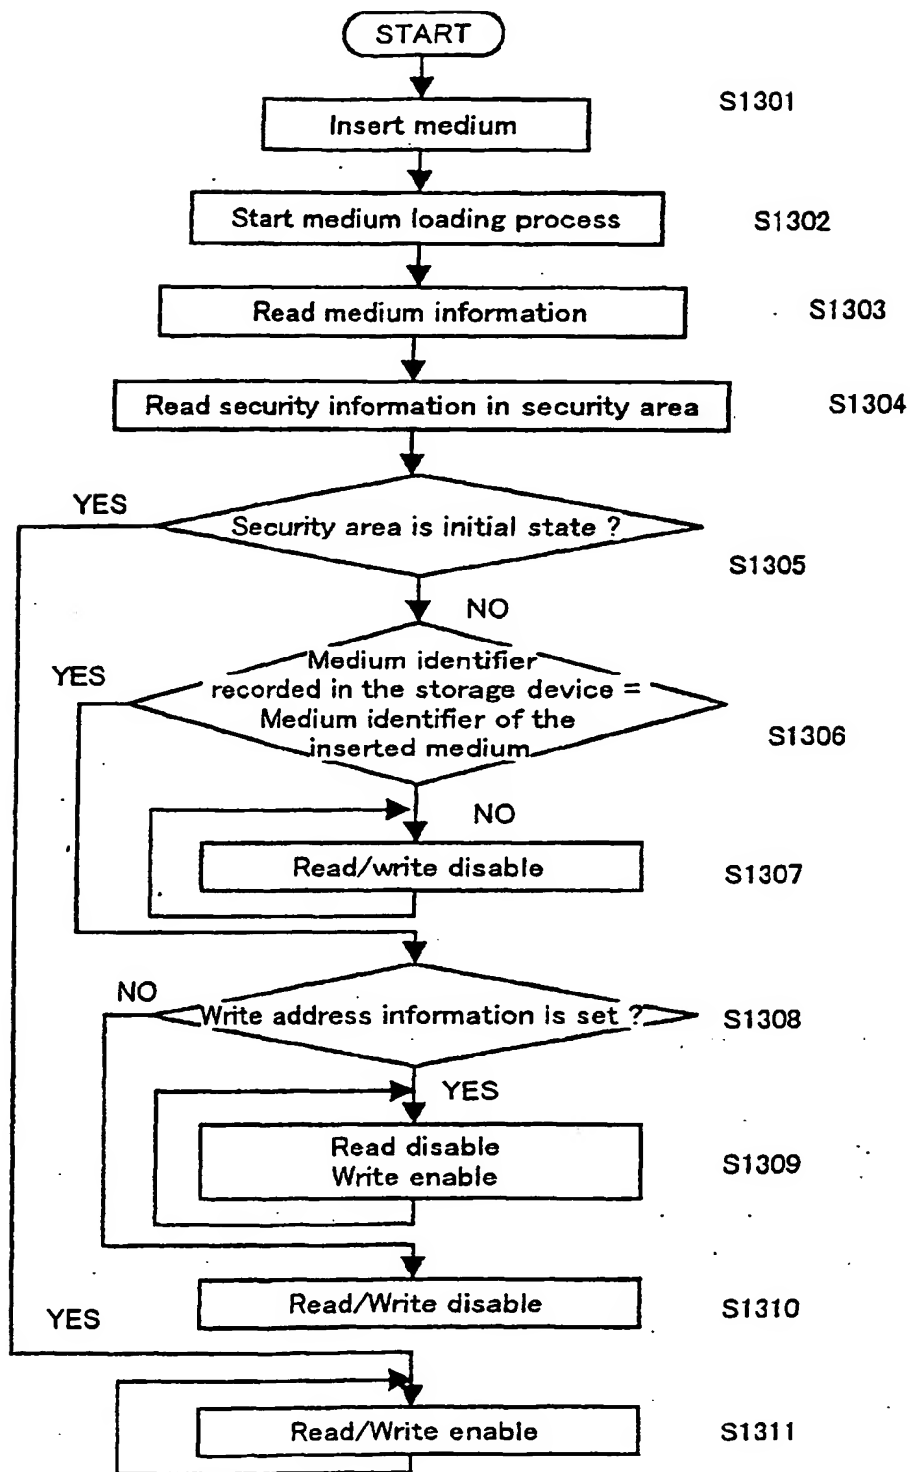 START
Insert medium
S1301
Start medium loading process
S1302
Read medium information
S1303
Read security information in security area
S1304
YES
Security area is initial state ?
S1305
NO
YES
Medium identifier
recorded in the storage device =
Medium identifier of the
inserted medium
S1306
NO
Read/write disable
S1307
NO
Write address information is set ?
S1308
YES
Read disable
Write enable
S1309
Read/Write disable
S1310
YES
Read/Write enable
S1311